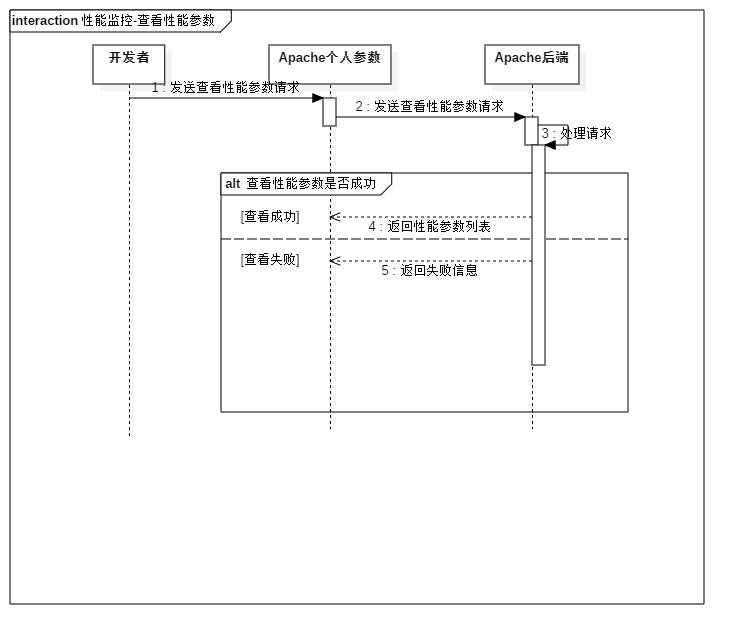 interaction 性能监控-查看性能参数
开发者
Apache个人参数
Apache后端
1 : 发送查看性能参数请求
2 : 发送查看性能参数请求
3 : 处理请求
alt 查看性能参数是否成功
[查看成功]
4 : 返回性能参数列表
[查看失败]
5 : 返回失败信息